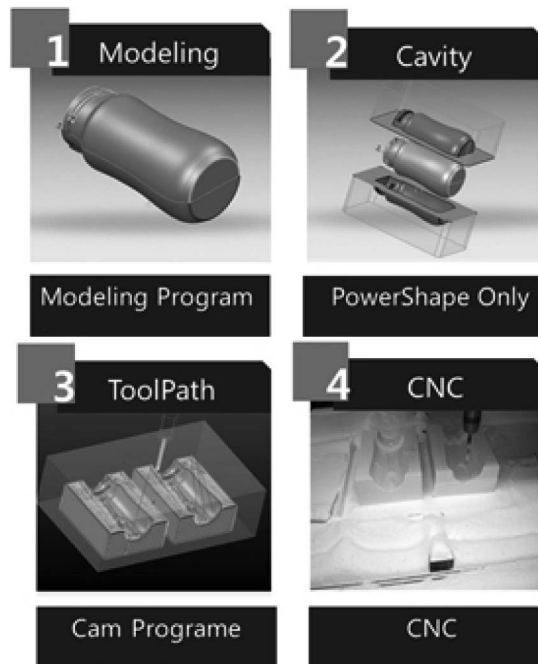 1 Modeling
2 Cavity
Modeling Program
PowerShape Only
3 ToolPath
4 CNC
Cam Programe
CNC